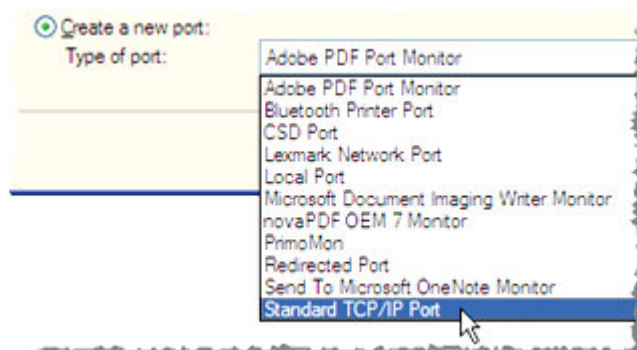 Create a new port:
Type of port:
Adobe PDF Port Monitor
Adobe PDF Port Monitor
Bluetooth Printer Port
CSD Port
Lexmark Network Port
Local Port
Microsoft Document Imaging Writer Monitor
novaPDF OEM 7 Monitor
PrimoMon
Redirected Port
Send To Microsoft OneNote Monitor
Standard TCP/IP Port